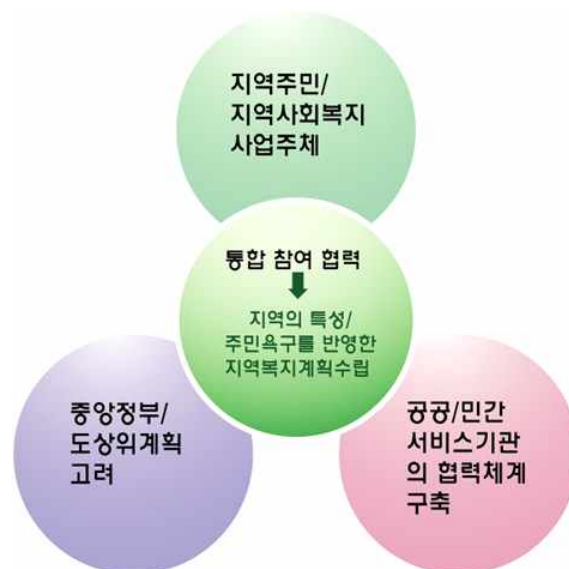 지역주민/
지역사회복지
사업주체
통합 참여 협력
지역의 특성/
주민욕구를 반영한
지역복지계획수립
중앙정부/
도상위계획
고려
공공/민간
서비스기관
의 협력체계
구축